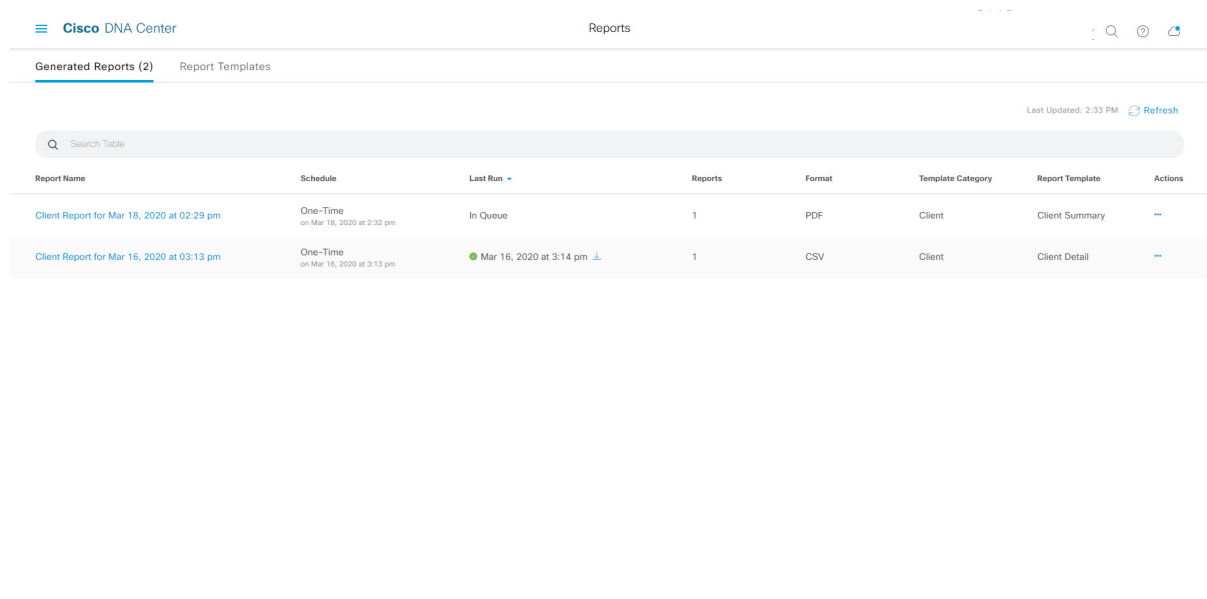 Cisco DNA Center Reports
Generated Reports (2) Report Templates
Last Updated: 2:33 PM Refresh
Search Table
Report Name Schedule Last Run Reports Format Template Category Report Template Actions
Client Report for Mar 18, 2020 at 02:29 pm One-Time In Queue 1 PDF Client Client Summary
on Mar 18, 2020 at 2:32 pm
Client Report for Mar 16, 2020 at 03:13 pm One-Time Mar 16, 2020 at 3:14 pm 1 CSV Client Client Detail
on Mar 16, 2020 at 3:13 pm